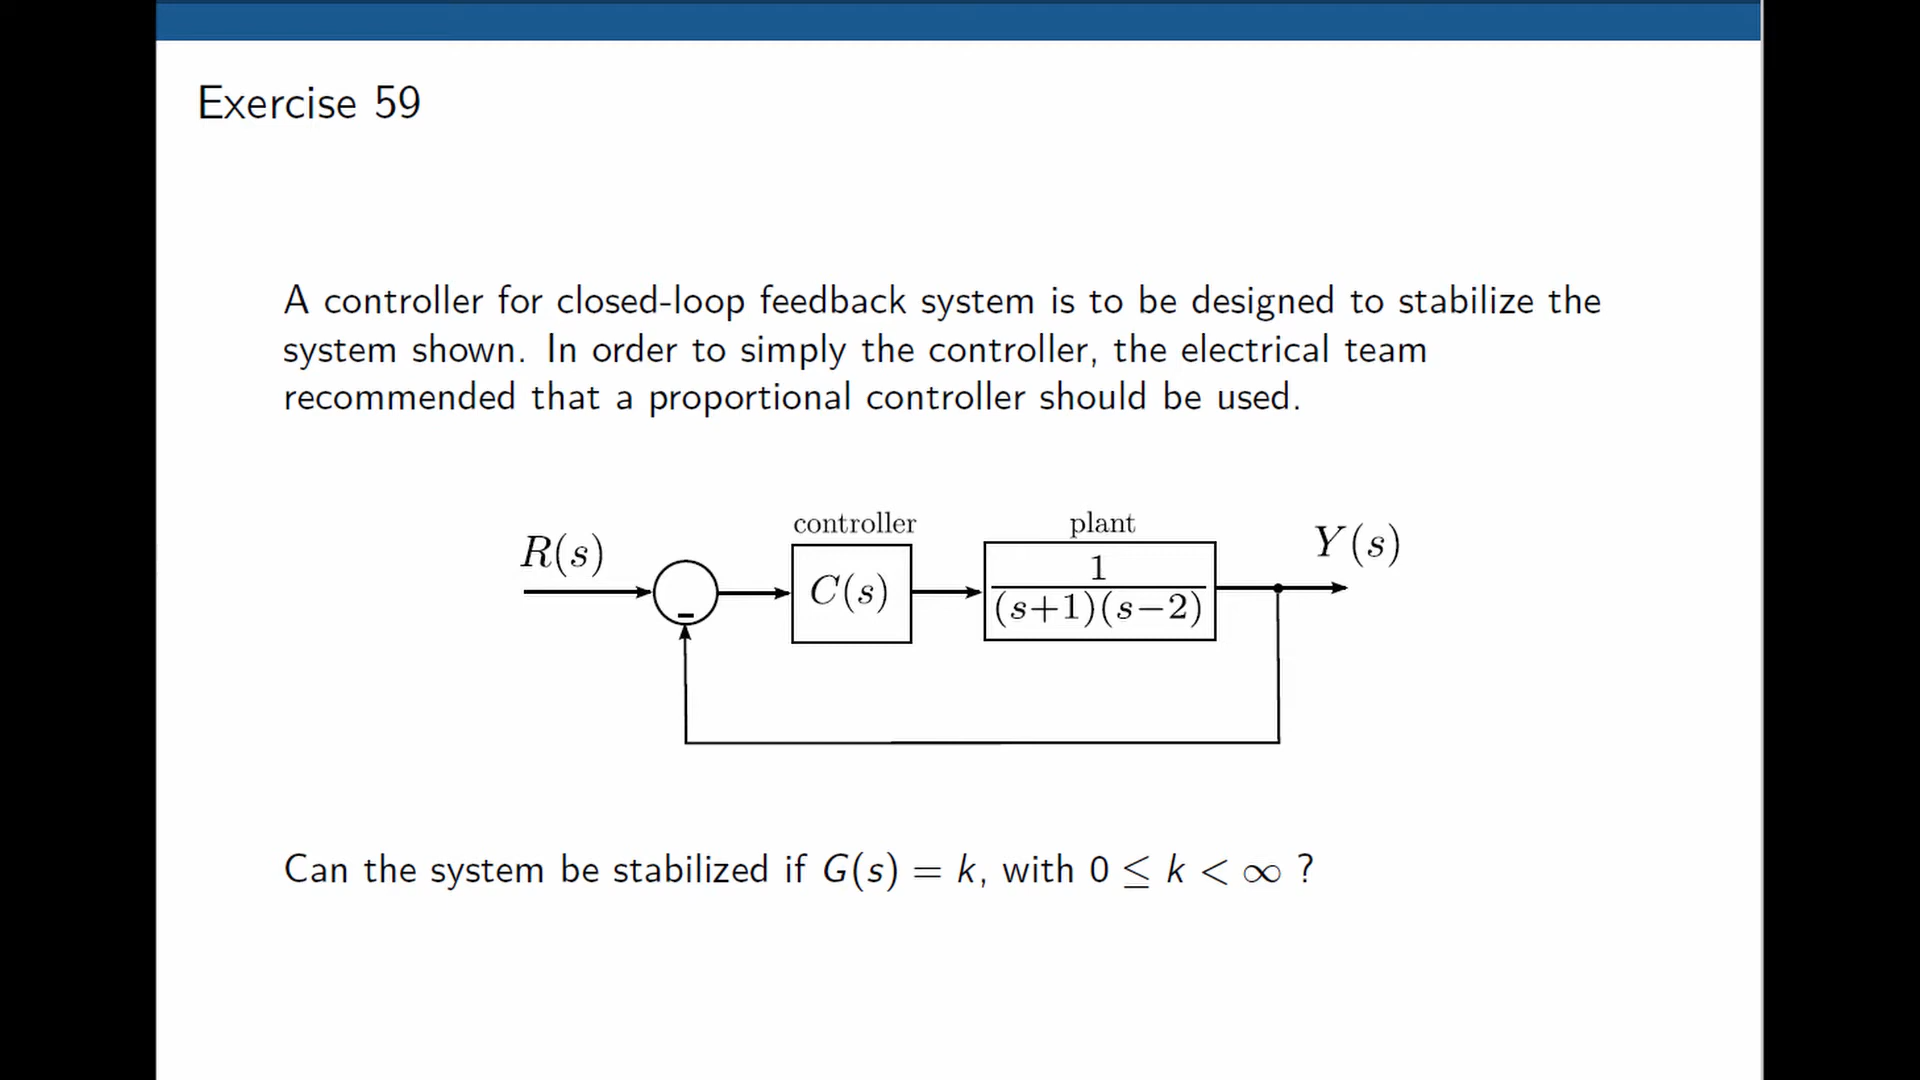 Exercise 59
A controller for closed-loop feedback system is to be designed to stabilize the
system shown. In order to simply the controller, the electrical team
recommended that a proportional controller should be used.
controller
plant
R(s)
-
C(s)
1
(s+1)(s−2)
Y(s)
Can the system be stabilized if G(s) = k, with 0 ≤ k < ∞ ?